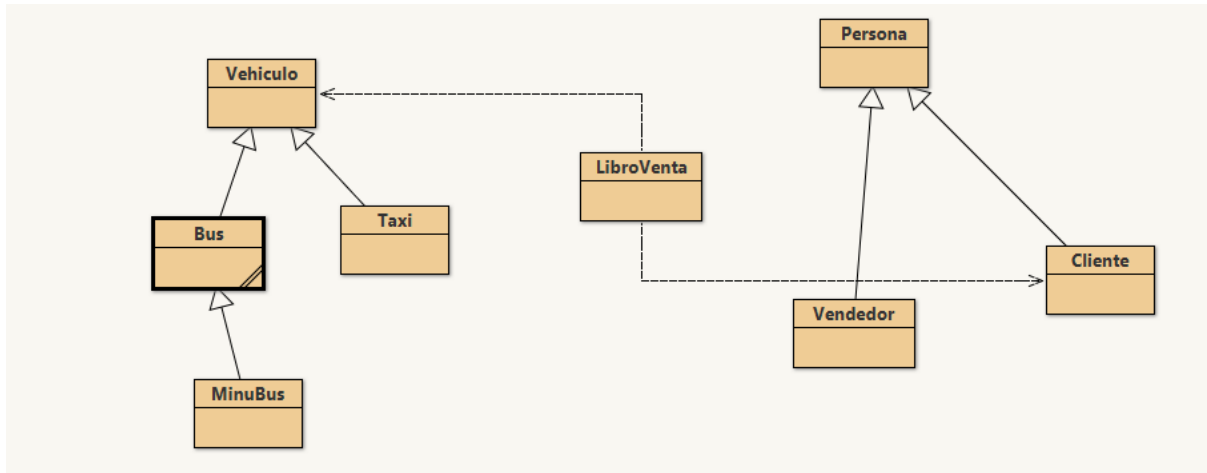 Persona
Vehiculo
LibroVenta
Taxi
Bus
Cliente
Vendedor
MinuBus